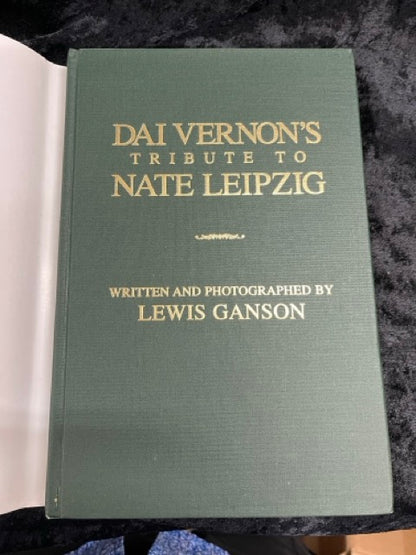 DAI VERNON'S
TRIBUTE TO
NATE LEIPZIG
WRITTEN AND PHOTOGRAPHED BY
LEWIS GANSON